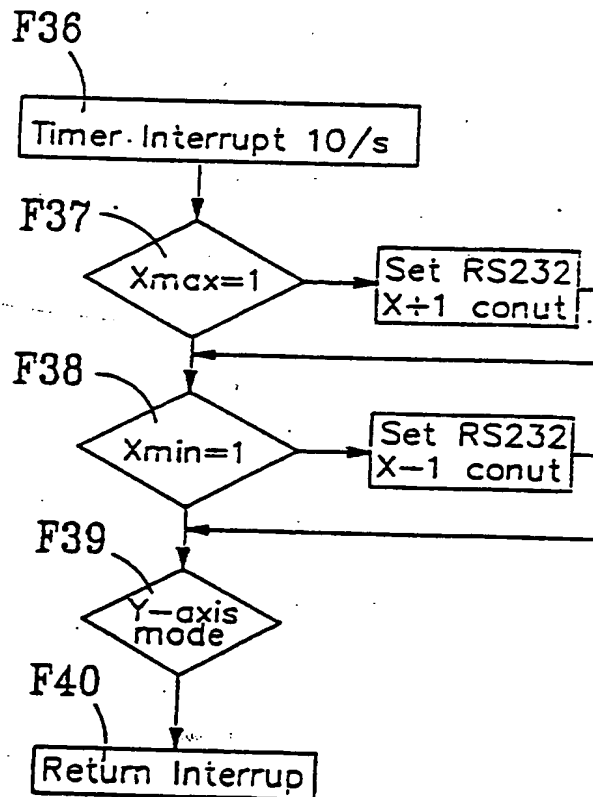 F36
Timer Interrupt 10/s
F37
Xmax=1
Set RS232
X+1 conut
F38
Xmin=1
Set RS232
X-1 conut
F39
Y-axis
mode
F40
Return Interrup